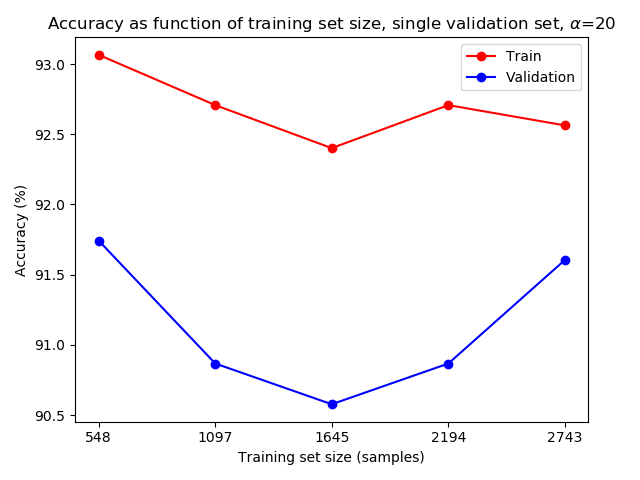 Accuracy as function of training set size, single validation set, α=20
Train
Validation
93.0
92.5
92.0
91.5
91.0
90.5
Accuracy (%)
548 1097 1645 2194 2743
Training set size (samples)